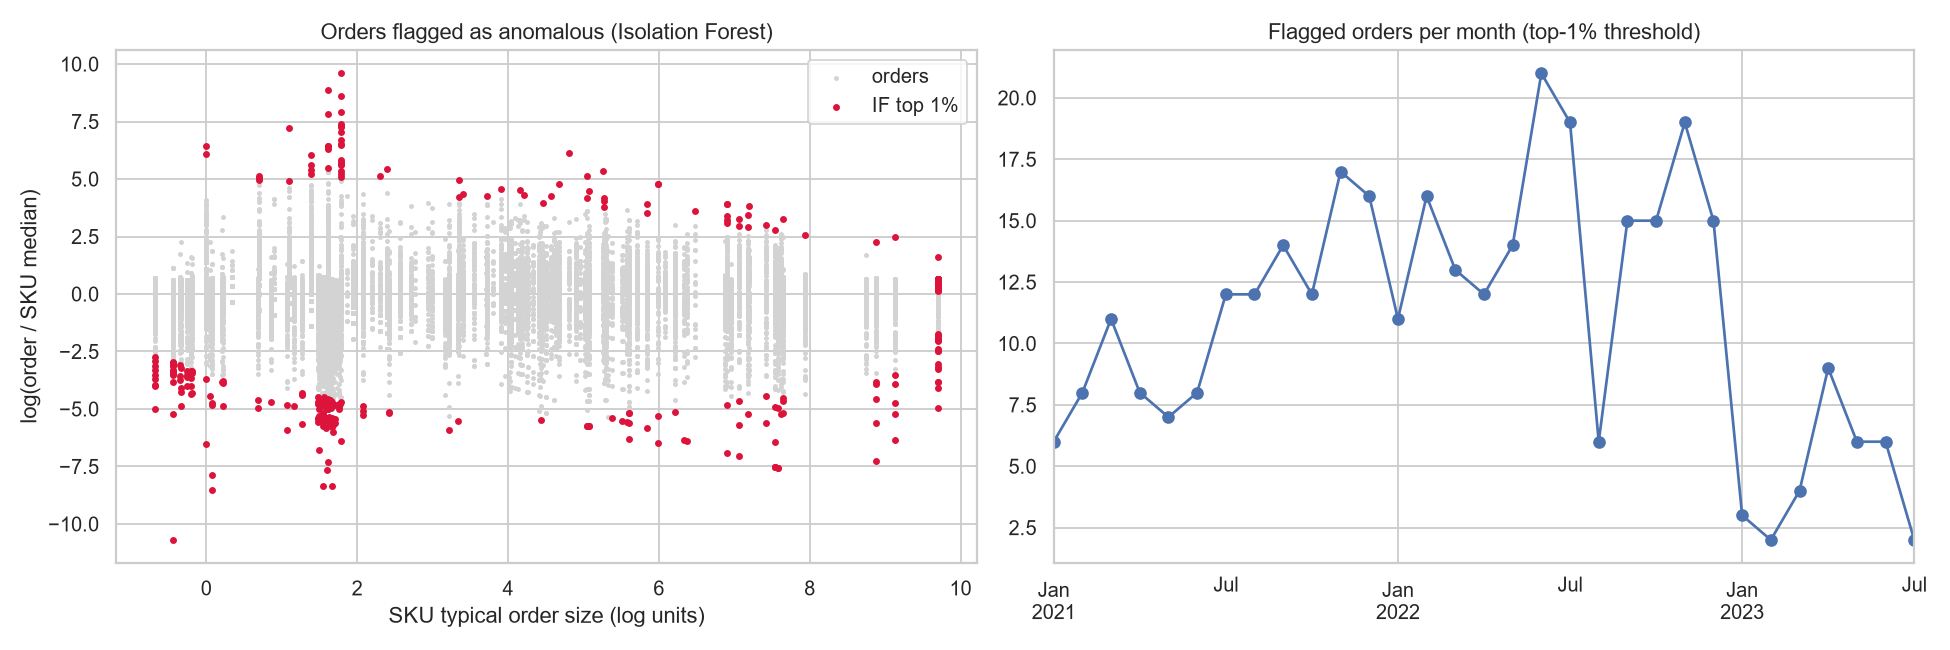 Orders flagged as anomalous (Isolation Forest)
10.0
7.5
5.0
2.5
0.0
−2.5
−5.0
−7.5
−10.0
log(order / SKU median)
orders
IF top 1%
0 2 4 6 8 10
SKU typical order size (log units)
Flagged orders per month (top-1% threshold)
20.0
17.5
15.0
12.5
10.0
7.5
5.0
2.5
Jan Jul Jan Jul Jan Jul
2021 2022 2023